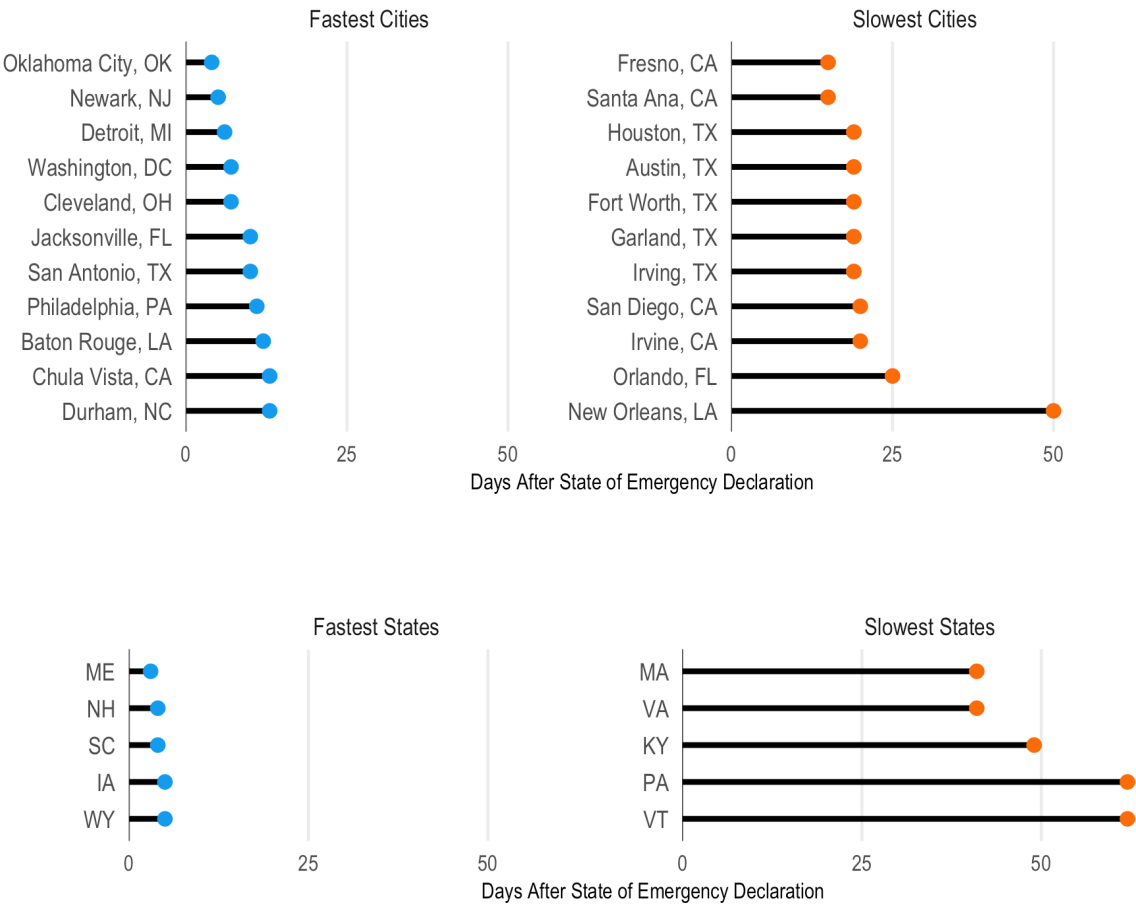 Fastest Cities
Oklahoma City, OK
Newark, NJ
Detroit, MI
Washington, DC
Cleveland, OH
Jacksonville, FL
San Antonio, TX
Philadelphia, PA
Baton Rouge, LA
Chula Vista, CA
Durham, NC
0 25 50
Slowest Cities
Fresno, CA
Santa Ana, CA
Houston, TX
Austin, TX
Fort Worth, TX
Garland, TX
Irving, TX
San Diego, CA
Irvine, CA
Orlando, FL
New Orleans, LA
0 25 50
Days After State of Emergency Declaration
Fastest States
ME
NH
SC
IA
WY
0 25 50
Slowest States
MA
VA
KY
PA
VT
0 25 50
Days After State of Emergency Declaration